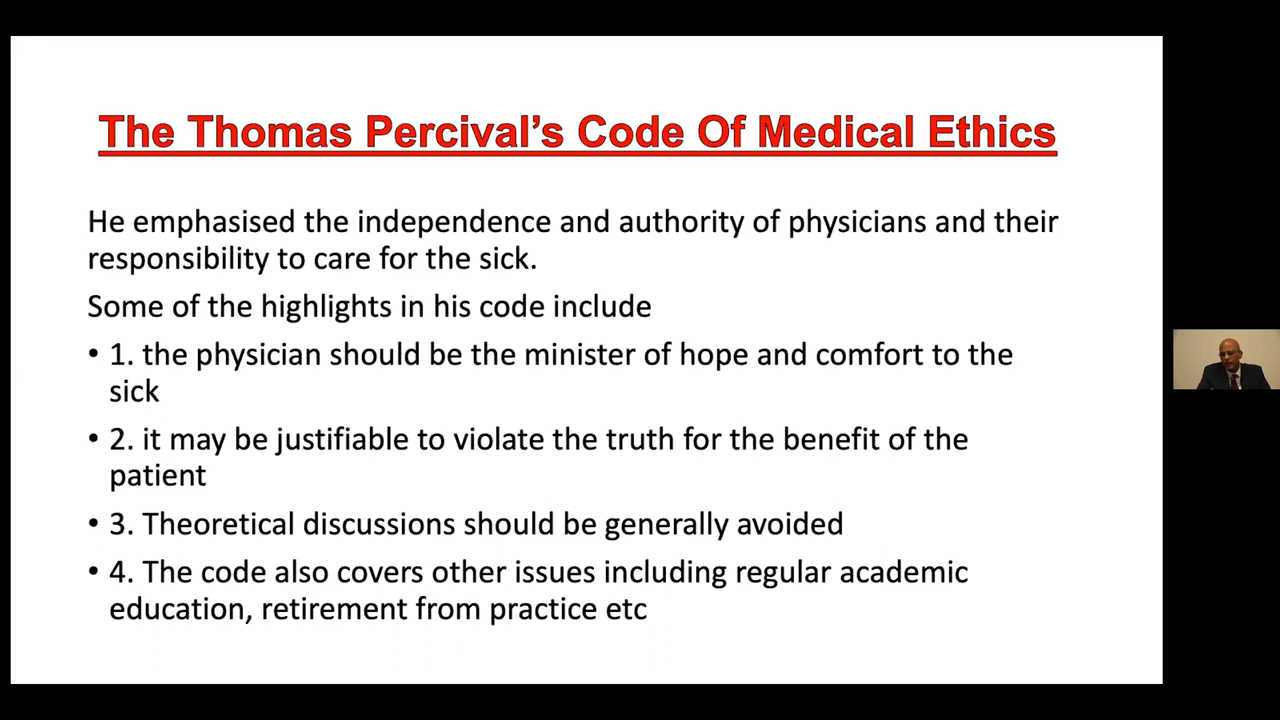 The Thomas Percival’s Code Of Medical Ethics
He emphasised the independence and authority of physicians and their
responsibility to care for the sick.
Some of the highlights in his code include
• 1. the physician should be the minister of hope and comfort to the
sick
• 2. it may be justifiable to violate the truth for the benefit of the
patient
• 3. Theoretical discussions should be generally avoided
• 4. The code also covers other issues including regular academic
education, retirement from practice etc